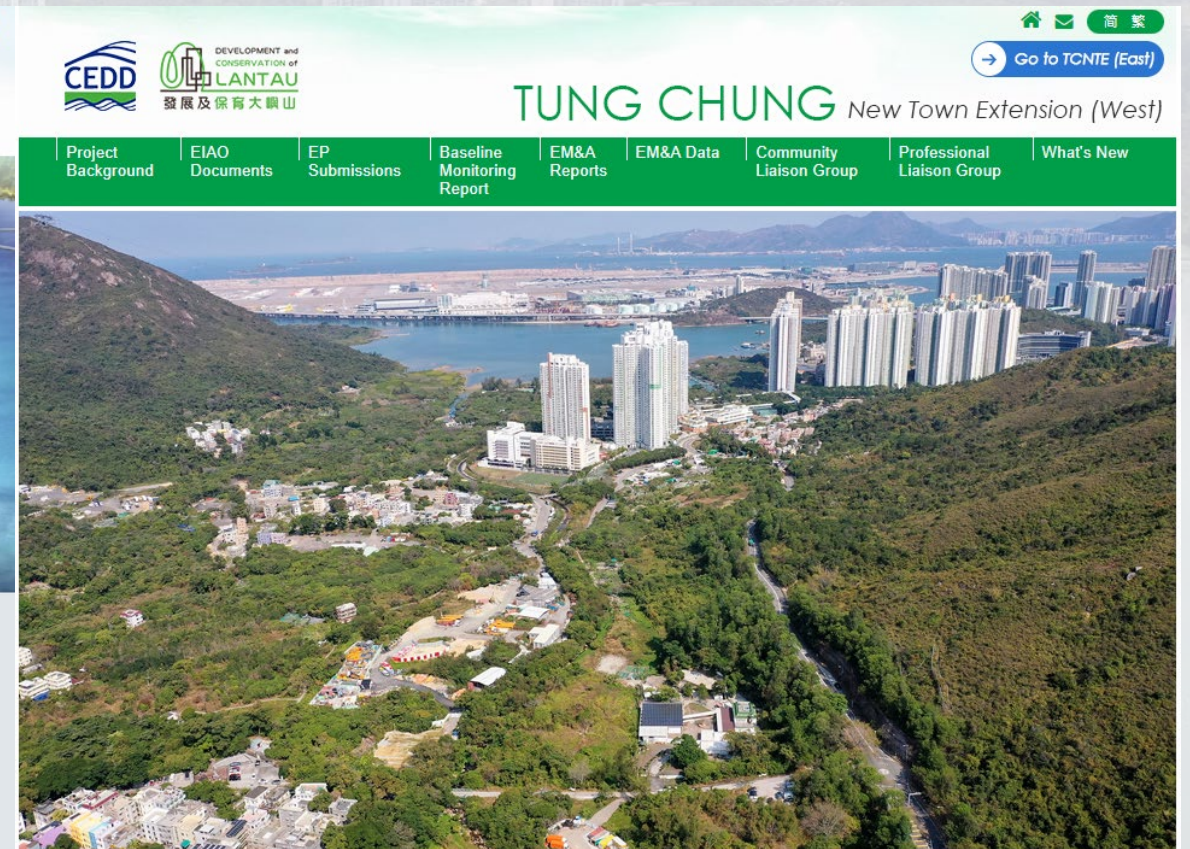 简 繁
CEDD
DEVELOPMENT and
CONSERVATION of
LANTAU
發展及保育大嶼山
Go to TCNTE (East)
TUNG CHUNG New Town Extension (West)
Project
Background
EIAO
Documents
EP
Submissions
Baseline
Monitoring
Report
EM&A
Reports
EM&A Data
Community
Liaison Group
Professional
Liaison Group
What's New